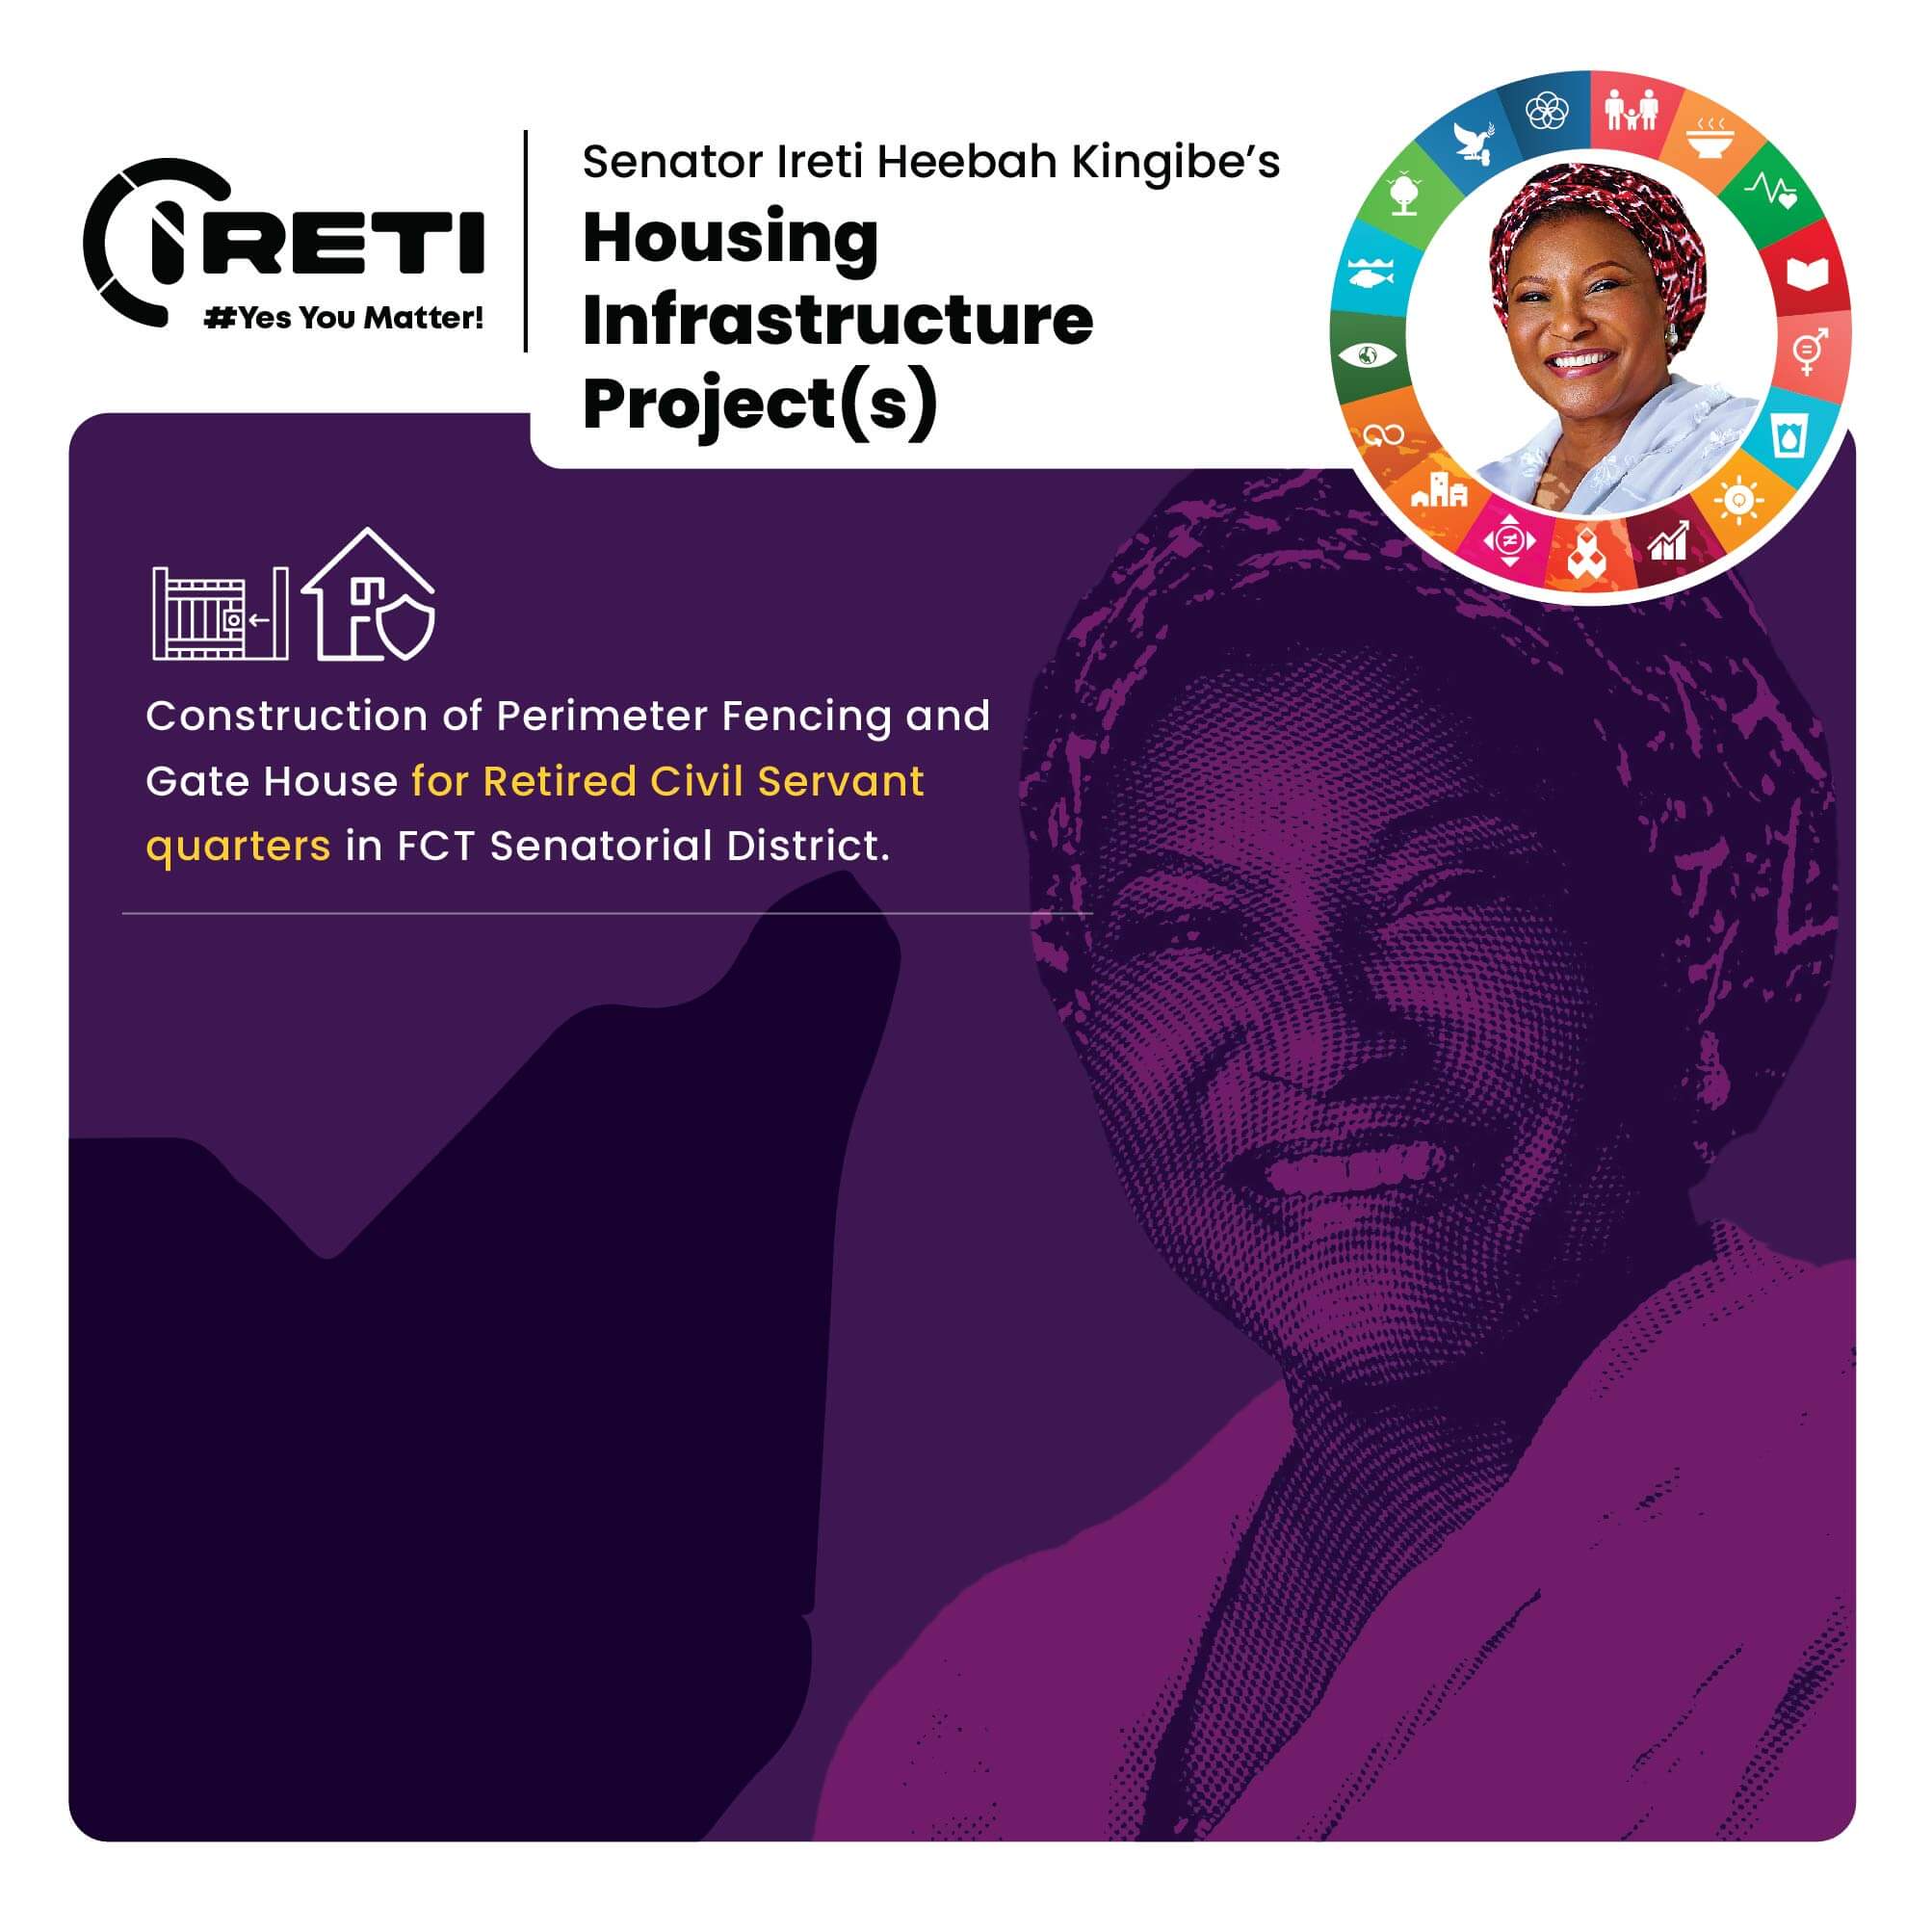 IRETI
#Yes You Matter!
Senator Ireti Heebah Kingibe’s
Housing
Infrastructure
Project(s)
Construction of Perimeter Fencing and
Gate House for Retired Civil Servant
quarters in FCT Senatorial District.